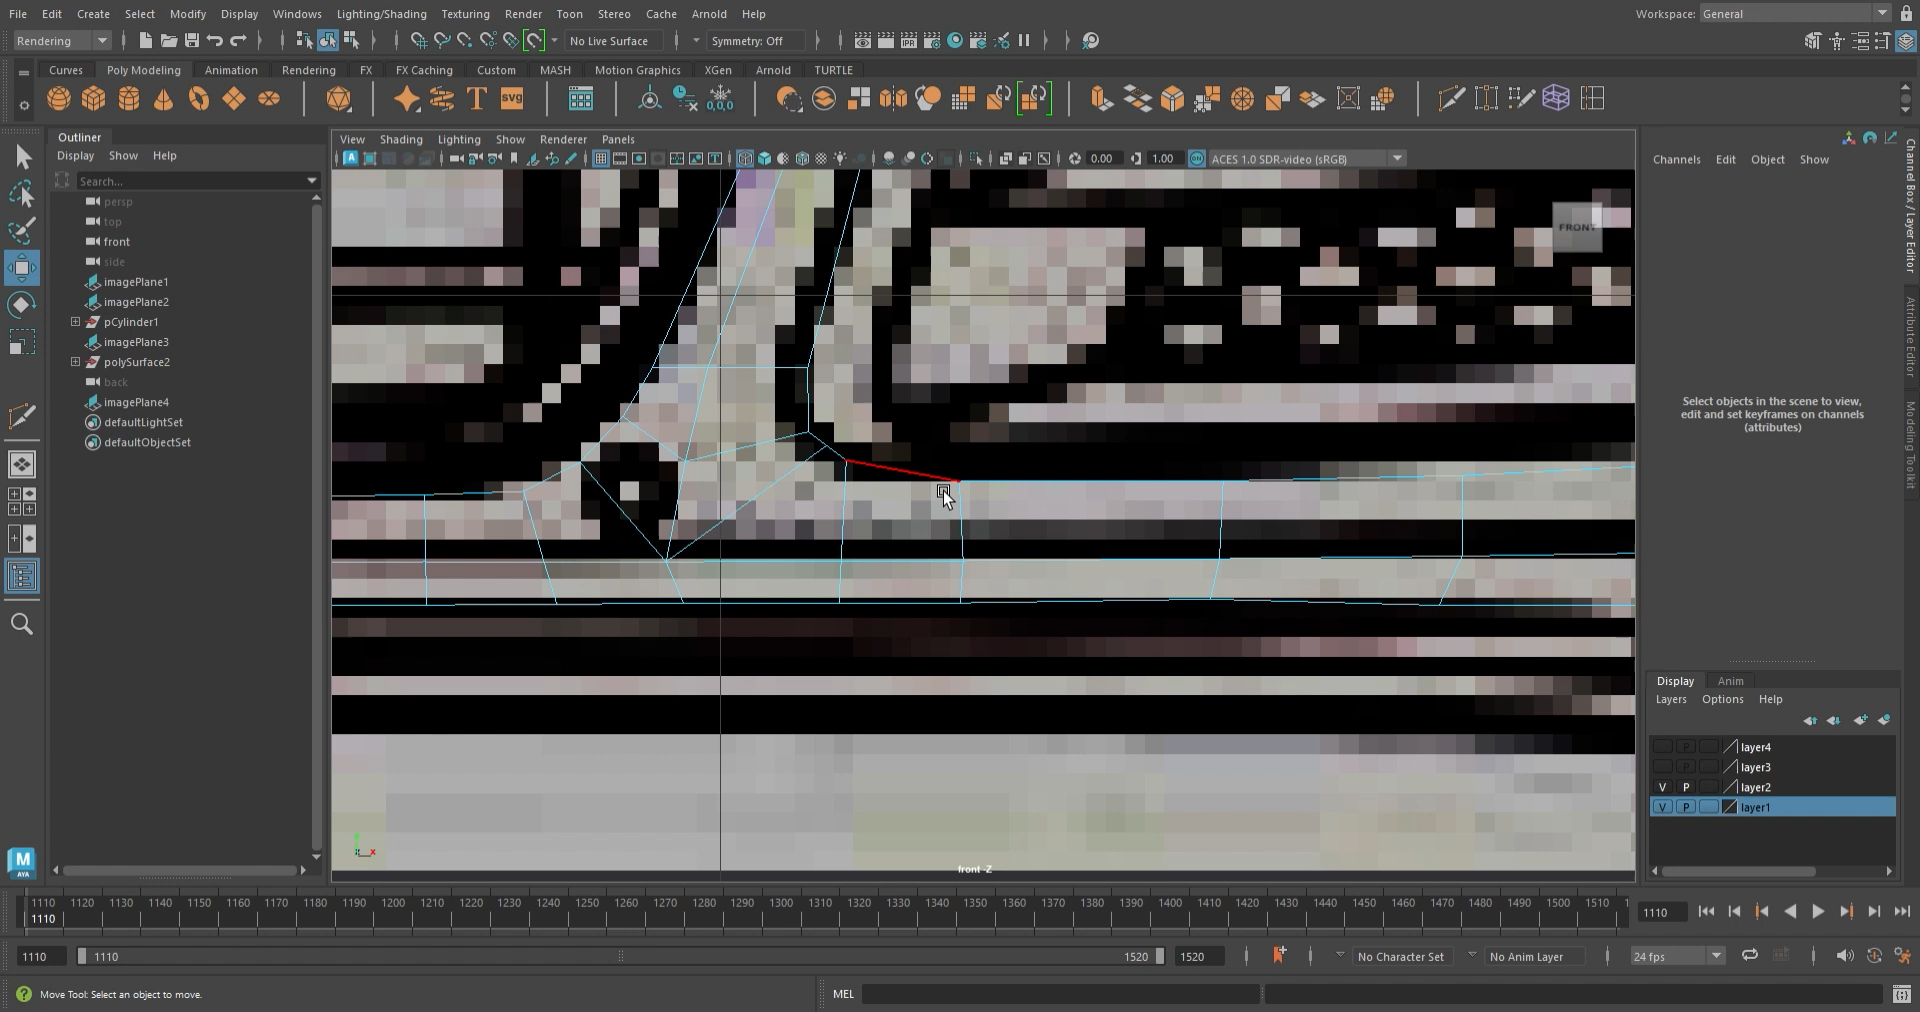 File Edit Create Select Modify Display Windows Lighting/Shading Texturing Render Toon Stereo Cache Arnold Help
Workspace: General
Rendering
No Live Surface
Symmetry: Off
Curves Poly Modeling Animation Rendering FX FX Caching Custom MASH Motion Graphics XGen Arnold TURTLE
Outliner
Display Show Help
Search...
persp
top
front
side
imagePlane1
imagePlane2
pCylinder1
imagePlane3
polySurface2
back
imagePlane4
defaultLightSet
defaultObjectSet
View Shading Lighting Show Renderer Panels
0.00 1.00 ACES 1.0 SDR-video (sRGB)
FRONT
front -Z
Channels Edit Object Show
Channel Box / Layer Editor
Attribute Editor
Modeling Toolkit
Select objects in the scene to view,
edit and set keyframes on channels
(attributes)
Display Anim
Layers Options Help
P layer4
P layer3
V P layer2
V P layer1
1110 1120 1130 1140 1150 1160 1170 1180 1190 1200 1210 1220 1230 1240 1250 1260 1270 1280 1290 1300 1310 1320 1330 1340 1350 1360 1370 1380 1390 1400 1410 1420 1430 1440 1450 1460 1470 1480 1490 1500 1510
1110
1110
1110 1110 1520 1520
No Character Set
No Anim Layer
24 fps
Move Tool: Select an object to move.
MEL